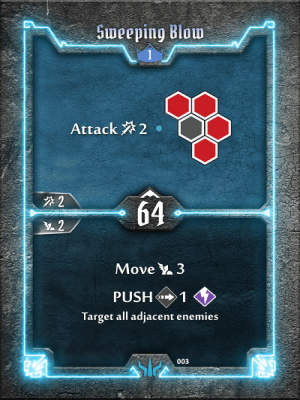 Sweeping Blow
1
Attack 2
2
64
2
Move 3
PUSH 1
Target all adjacent enemies
003